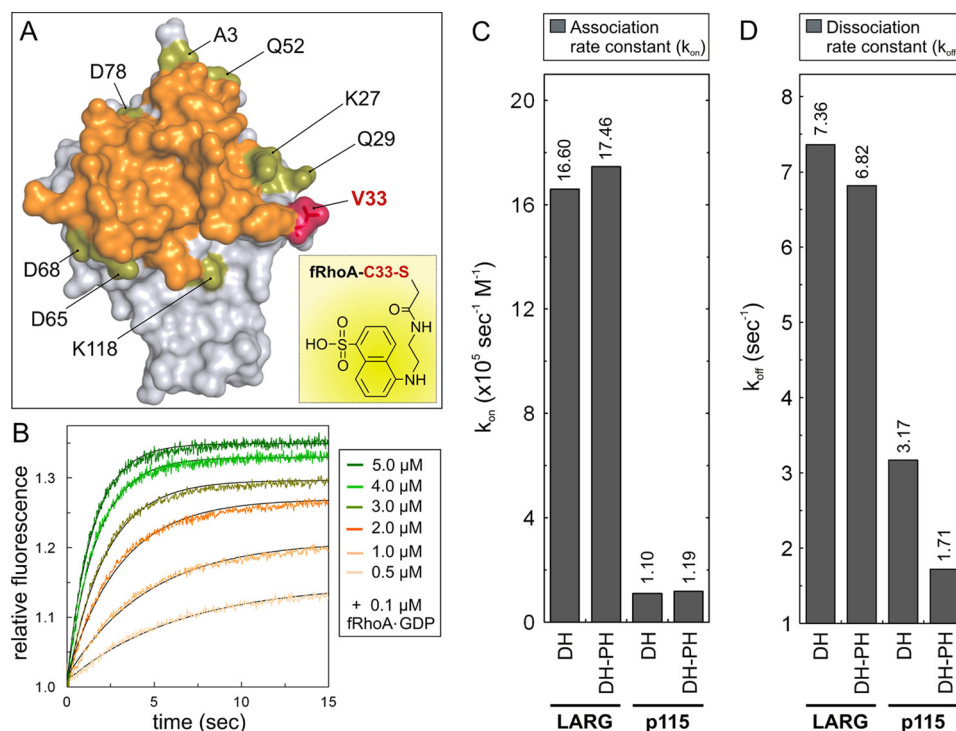 A
A3
Q52
D78
K27
Q29
V33
D68
D65
K118
fRhoA-C33-S
O
NH
O
HO
S
O
NH
B
relative fluorescence
1.3
1.2
1.1
1.0
0
5
10
15
time (sec)
5.0 µM
4.0 µM
3.0 µM
2.0 µM
1.0 µM
0.5 µM
+ 0.1 µM
fRhoA·GDP
C
Association
rate constant (kon)
kon (x10⁵ sec⁻¹ M⁻¹)
20
16
12
8
4
0
16.60
17.46
1.10
1.19
DH
DH-PH
DH
DH-PH
LARG
p115
D
Dissociation
rate constant (koff)
koff (sec⁻¹)
8
7
6
5
4
3
2
1
7.36
6.82
3.17
1.71
DH
DH-PH
DH
DH-PH
LARG
p115